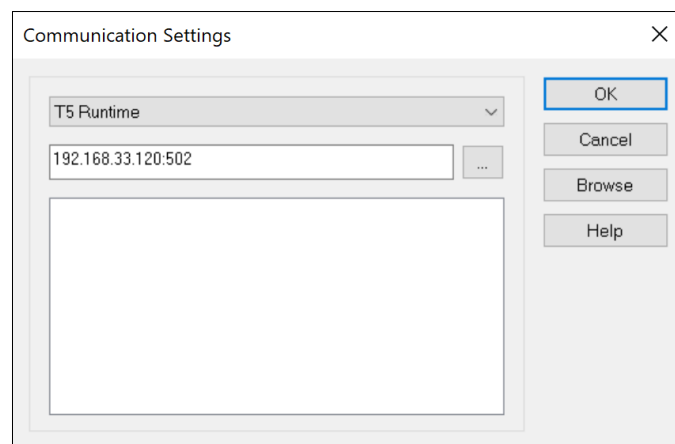 Communication Settings
T5 Runtime
192.168.33.120:502
...
OK
Cancel
Browse
Help